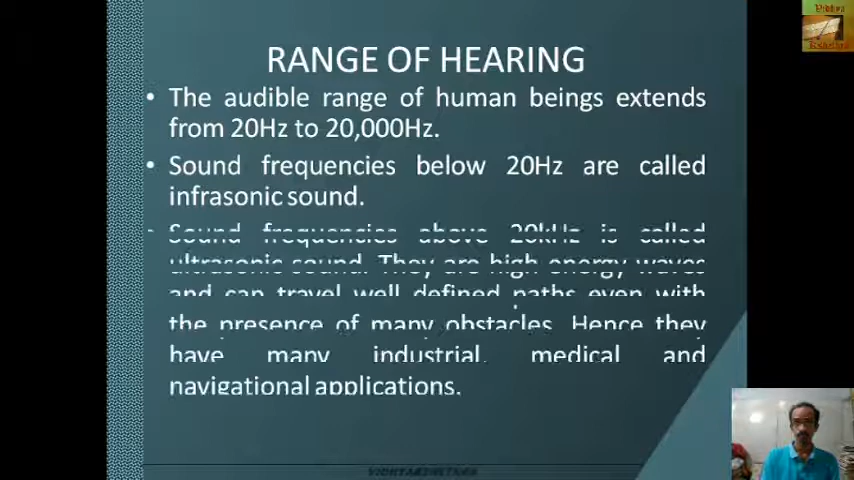 RANGE OF HEARING
• The audible range of human beings extends
from 20Hz to 20,000Hz.
• Sound frequencies below 20Hz are called
infrasonic sound.
• Sound frequencies above 20kHz is called
ultrasonic sound. They are high energy waves
and can travel well defined paths even with
the presence of many obstacles. Hence they
have many industrial, medical and
navigational applications.